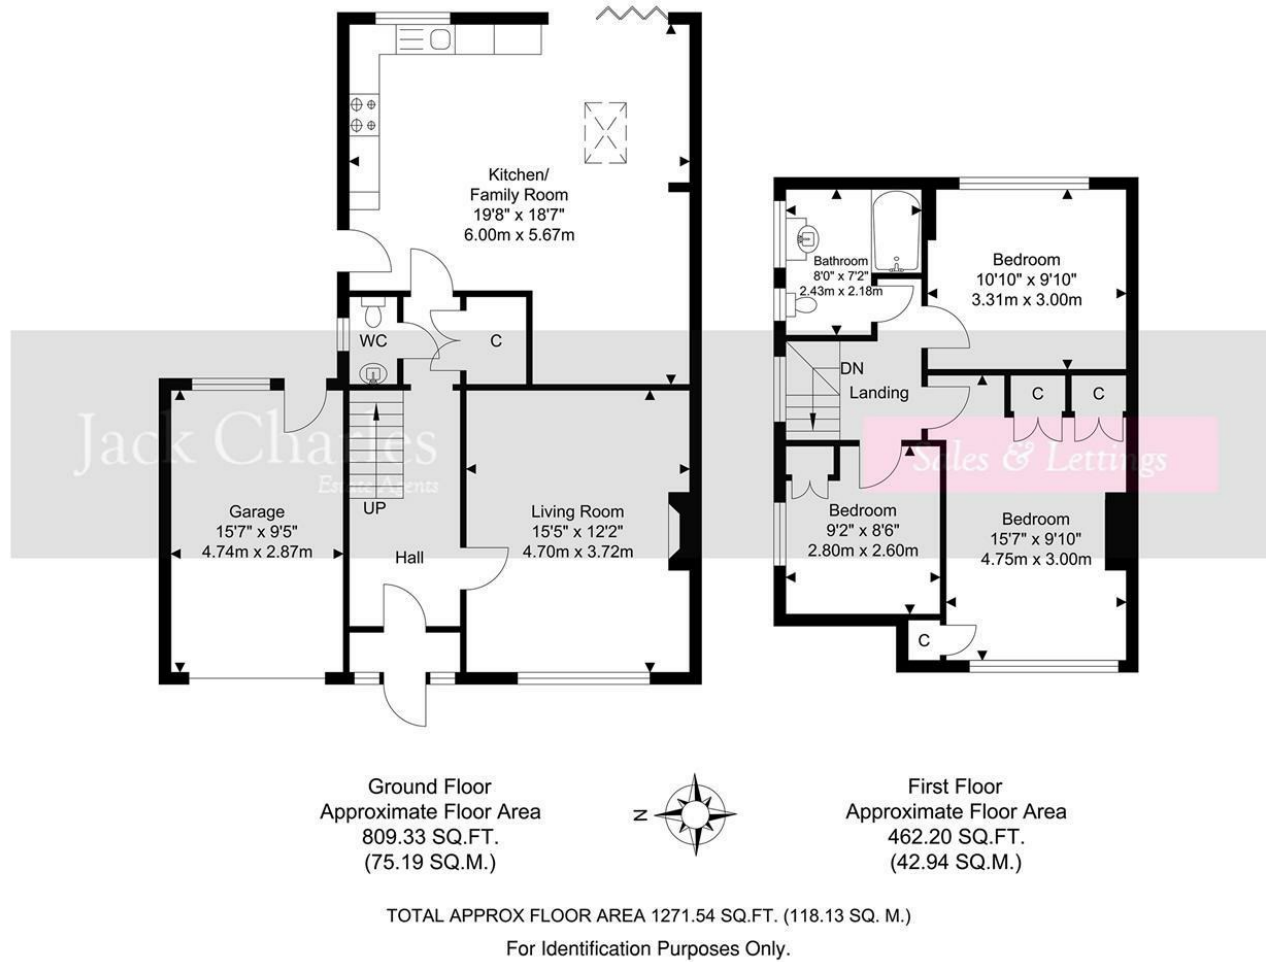 Kitchen/
Family Room
19'8" x 18'7"
6.00m x 5.67m
WC
C
Jack Charles
Estate Agents
Garage
15'7" x 9'5"
4.74m x 2.87m
UP
Hall
Living Room
15'5" x 12'2"
4.70m x 3.72m
Bathroom
8'0" x 7'2"
2.43m x 2.18m
Bedroom
10'10" x 9'10"
3.31m x 3.00m
DN
Landing
C
C
Sales & Lettings
Bedroom
9'2" x 8'6"
2.80m x 2.60m
Bedroom
15'7" x 9'10"
4.75m x 3.00m
C
Ground Floor
Approximate Floor Area
809.33 SQ.FT.
(75.19 SQ.M.)
N
First Floor
Approximate Floor Area
462.20 SQ.FT.
(42.94 SQ.M.)
TOTAL APPROX FLOOR AREA 1271.54 SQ.FT. (118.13 SQ. M.)
For Identification Purposes Only.